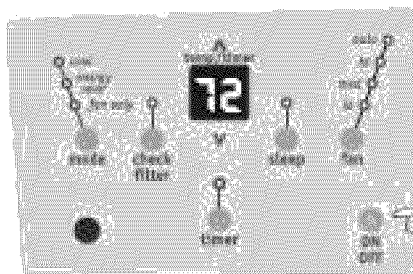 auto
cool
temp/timer
hi
energy
saver
72
fan only
lo
mode
check
filter
sleep
fan
timer
ON
OFF